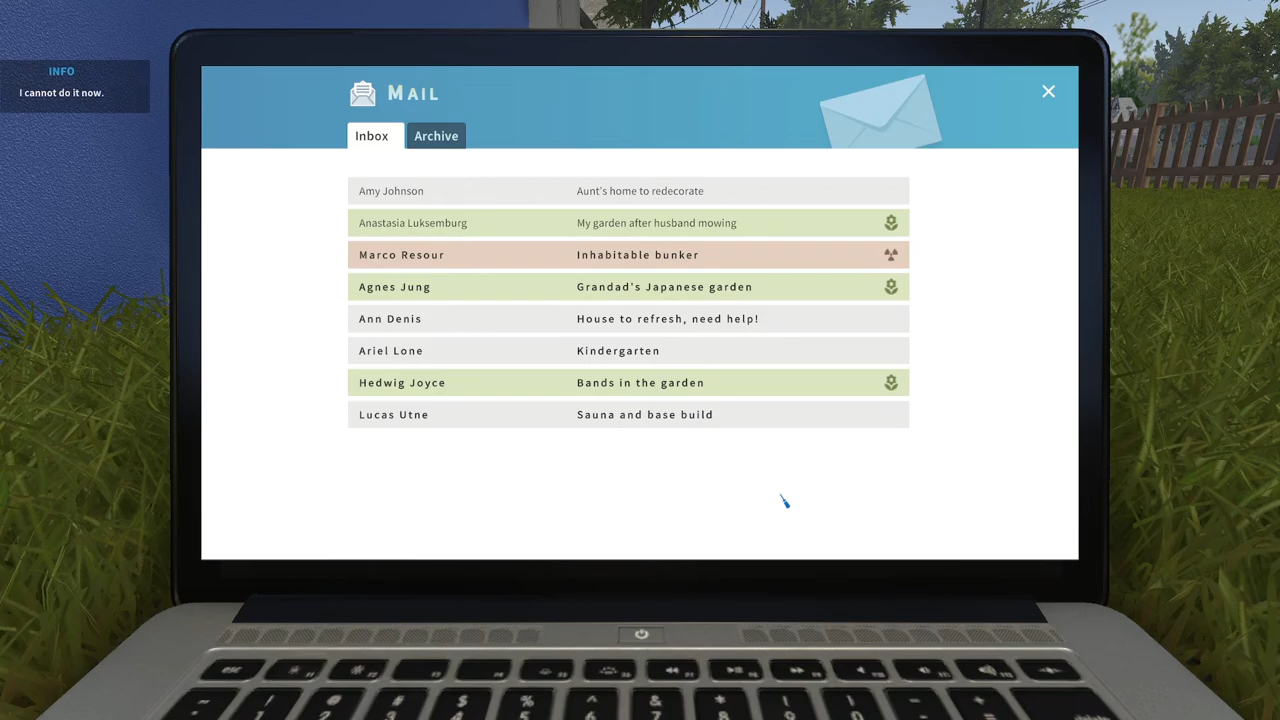 INFO
I cannot do it now.
MAIL
Inbox
Archive
Amy Johnson Aunt's home to redecorate
Anastasia Luksemburg My garden after husband mowing
Marco Resour Inhabitable bunker
Agnes Jung Grandad's Japanese garden
Ann Denis House to refresh, need help!
Ariel Lone Kindergarten
Hedwig Joyce Bands in the garden
Lucas Utne Sauna and base build